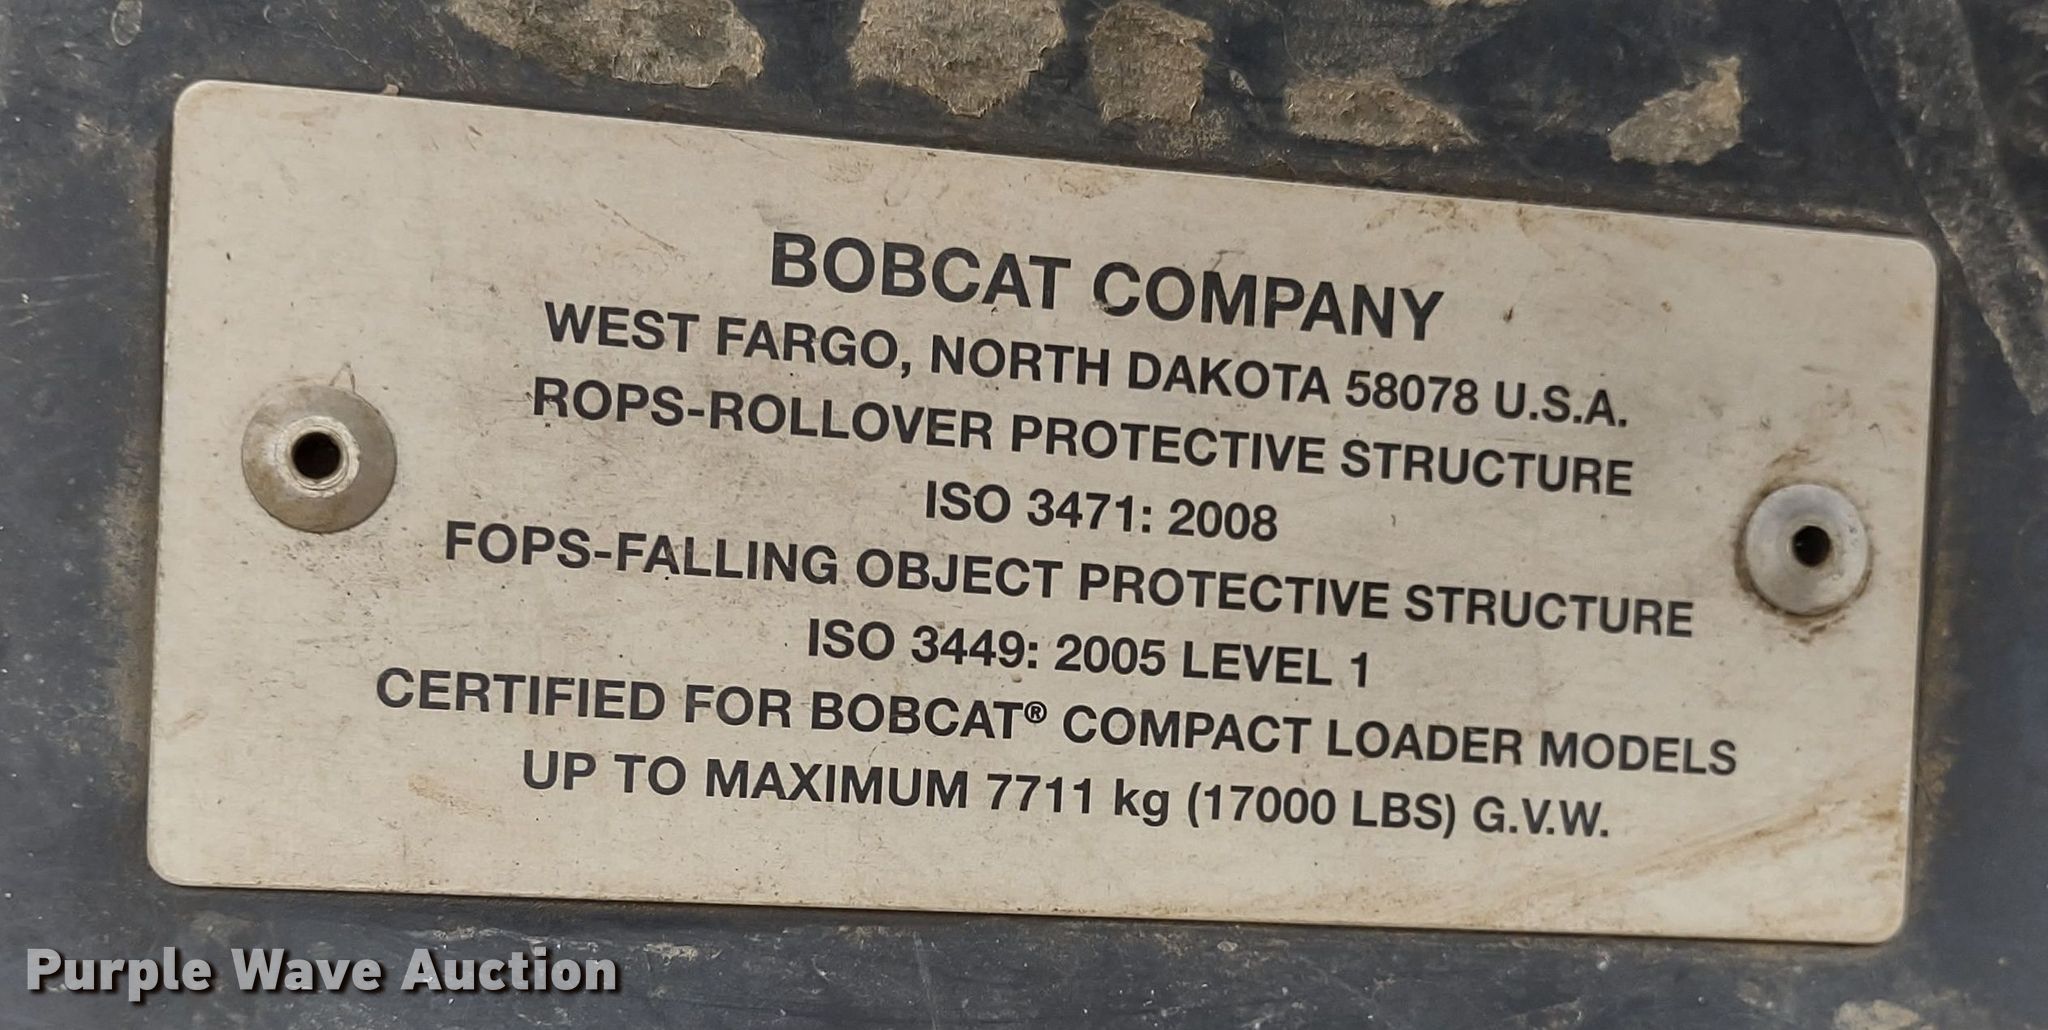 BOBCAT COMPANY
WEST FARGO, NORTH DAKOTA 58078 U.S.A.
ROPS-ROLLOVER PROTECTIVE STRUCTURE
ISO 3471: 2008
FOPS-FALLING OBJECT PROTECTIVE STRUCTURE
ISO 3449: 2005 LEVEL 1
CERTIFIED FOR BOBCAT® COMPACT LOADER MODELS
UP TO MAXIMUM 7711 kg (17000 LBS) G.V.W.
Purple Wave Auction